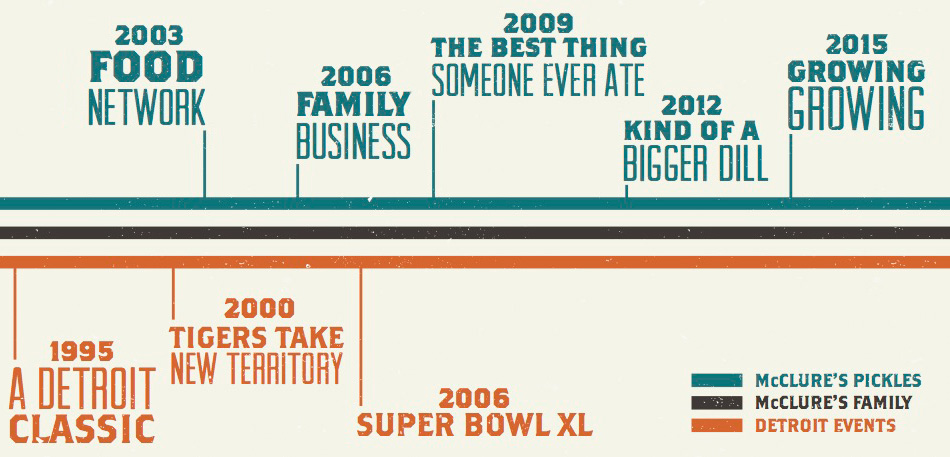 2003
FOOD
NETWORK
2006
FAMILY
BUSINESS
2009
THE BEST THING
SOMEONE EVER ATE
2012
KIND OF A
BIGGER DILL
2015
GROWING
GROWING
1995
A DETROIT
CLASSIC
2000
TIGERS TAKE
NEW TERRITORY
2006
SUPER BOWL XL
McCLURE'S PICKLES
McCLURE'S FAMILY
DETROIT EVENTS